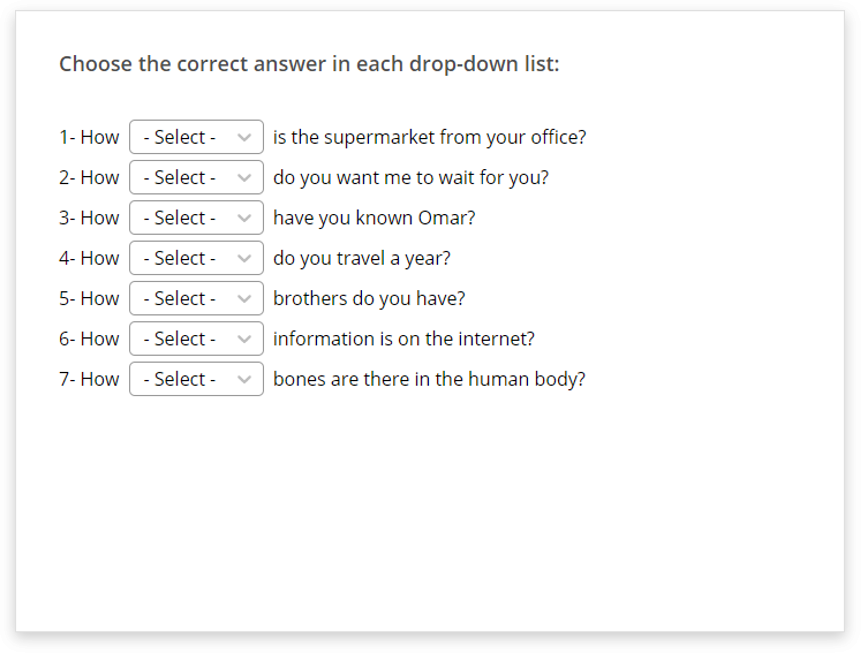 Choose the correct answer in each drop-down list:
1- How - Select - is the supermarket from your office?
2- How - Select - do you want me to wait for you?
3- How - Select - have you known Omar?
4- How - Select - do you travel a year?
5- How - Select - brothers do you have?
6- How - Select - information is on the internet?
7- How - Select - bones are there in the human body?